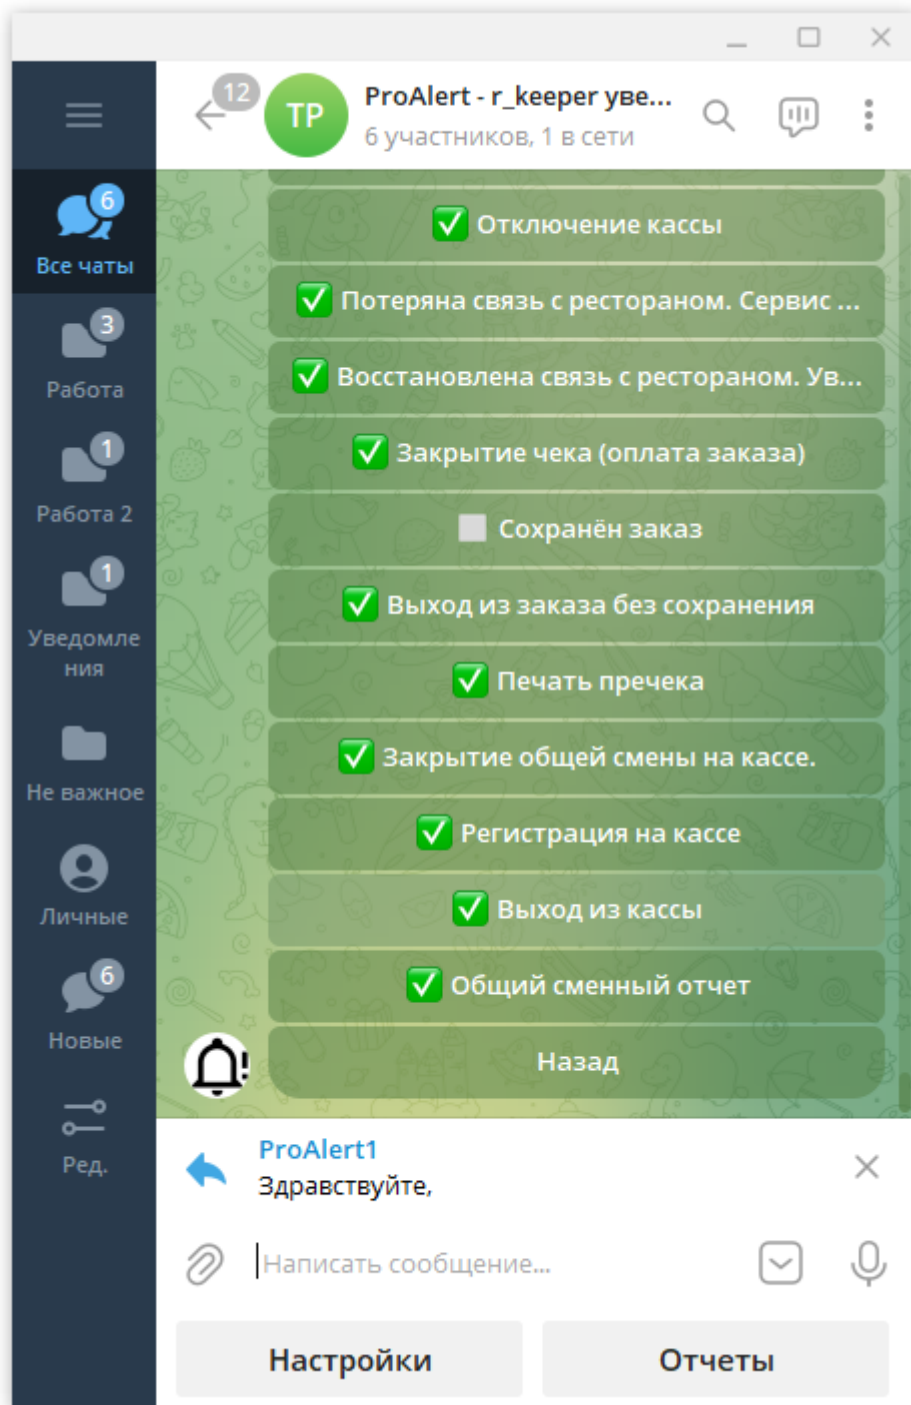 12
TP
ProAlert - r_keeper уве...
6 участников, 1 в сети
6
Все чаты
3
Работа
1
Работа 2
1
Уведомле
ния
Не важное
Личные
6
Новые
Ред.
Отключение кассы
Потеряна связь с рестораном. Сервис ...
Восстановлена связь с рестораном. Ув...
Закрытие чека (оплата заказа)
Сохранён заказ
Выход из заказа без сохранения
Печать пречека
Закрытие общей смены на кассе.
Регистрация на кассе
Выход из кассы
Общий сменный отчет
Назад
ProAlert1
Здравствуйте,
Написать сообщение...
Настройки
Отчеты